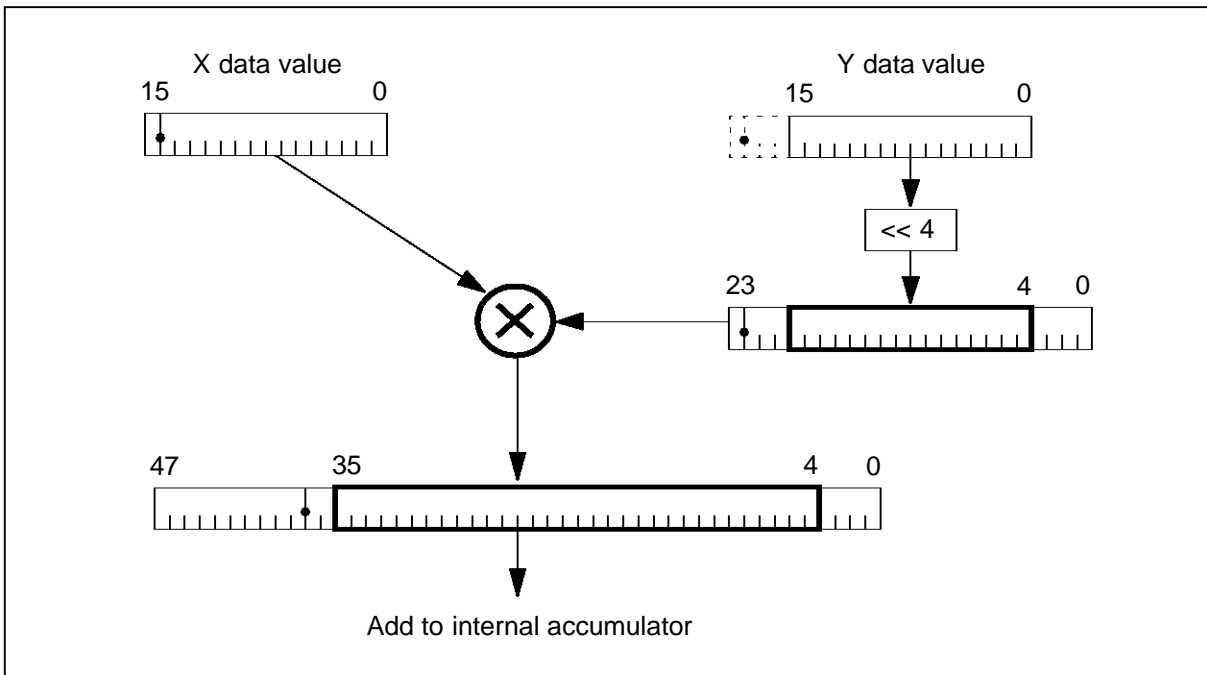 X data value
Y data value
15 0
15 0
<< 4
23 4 0
47 35 4 0
Add to internal accumulator